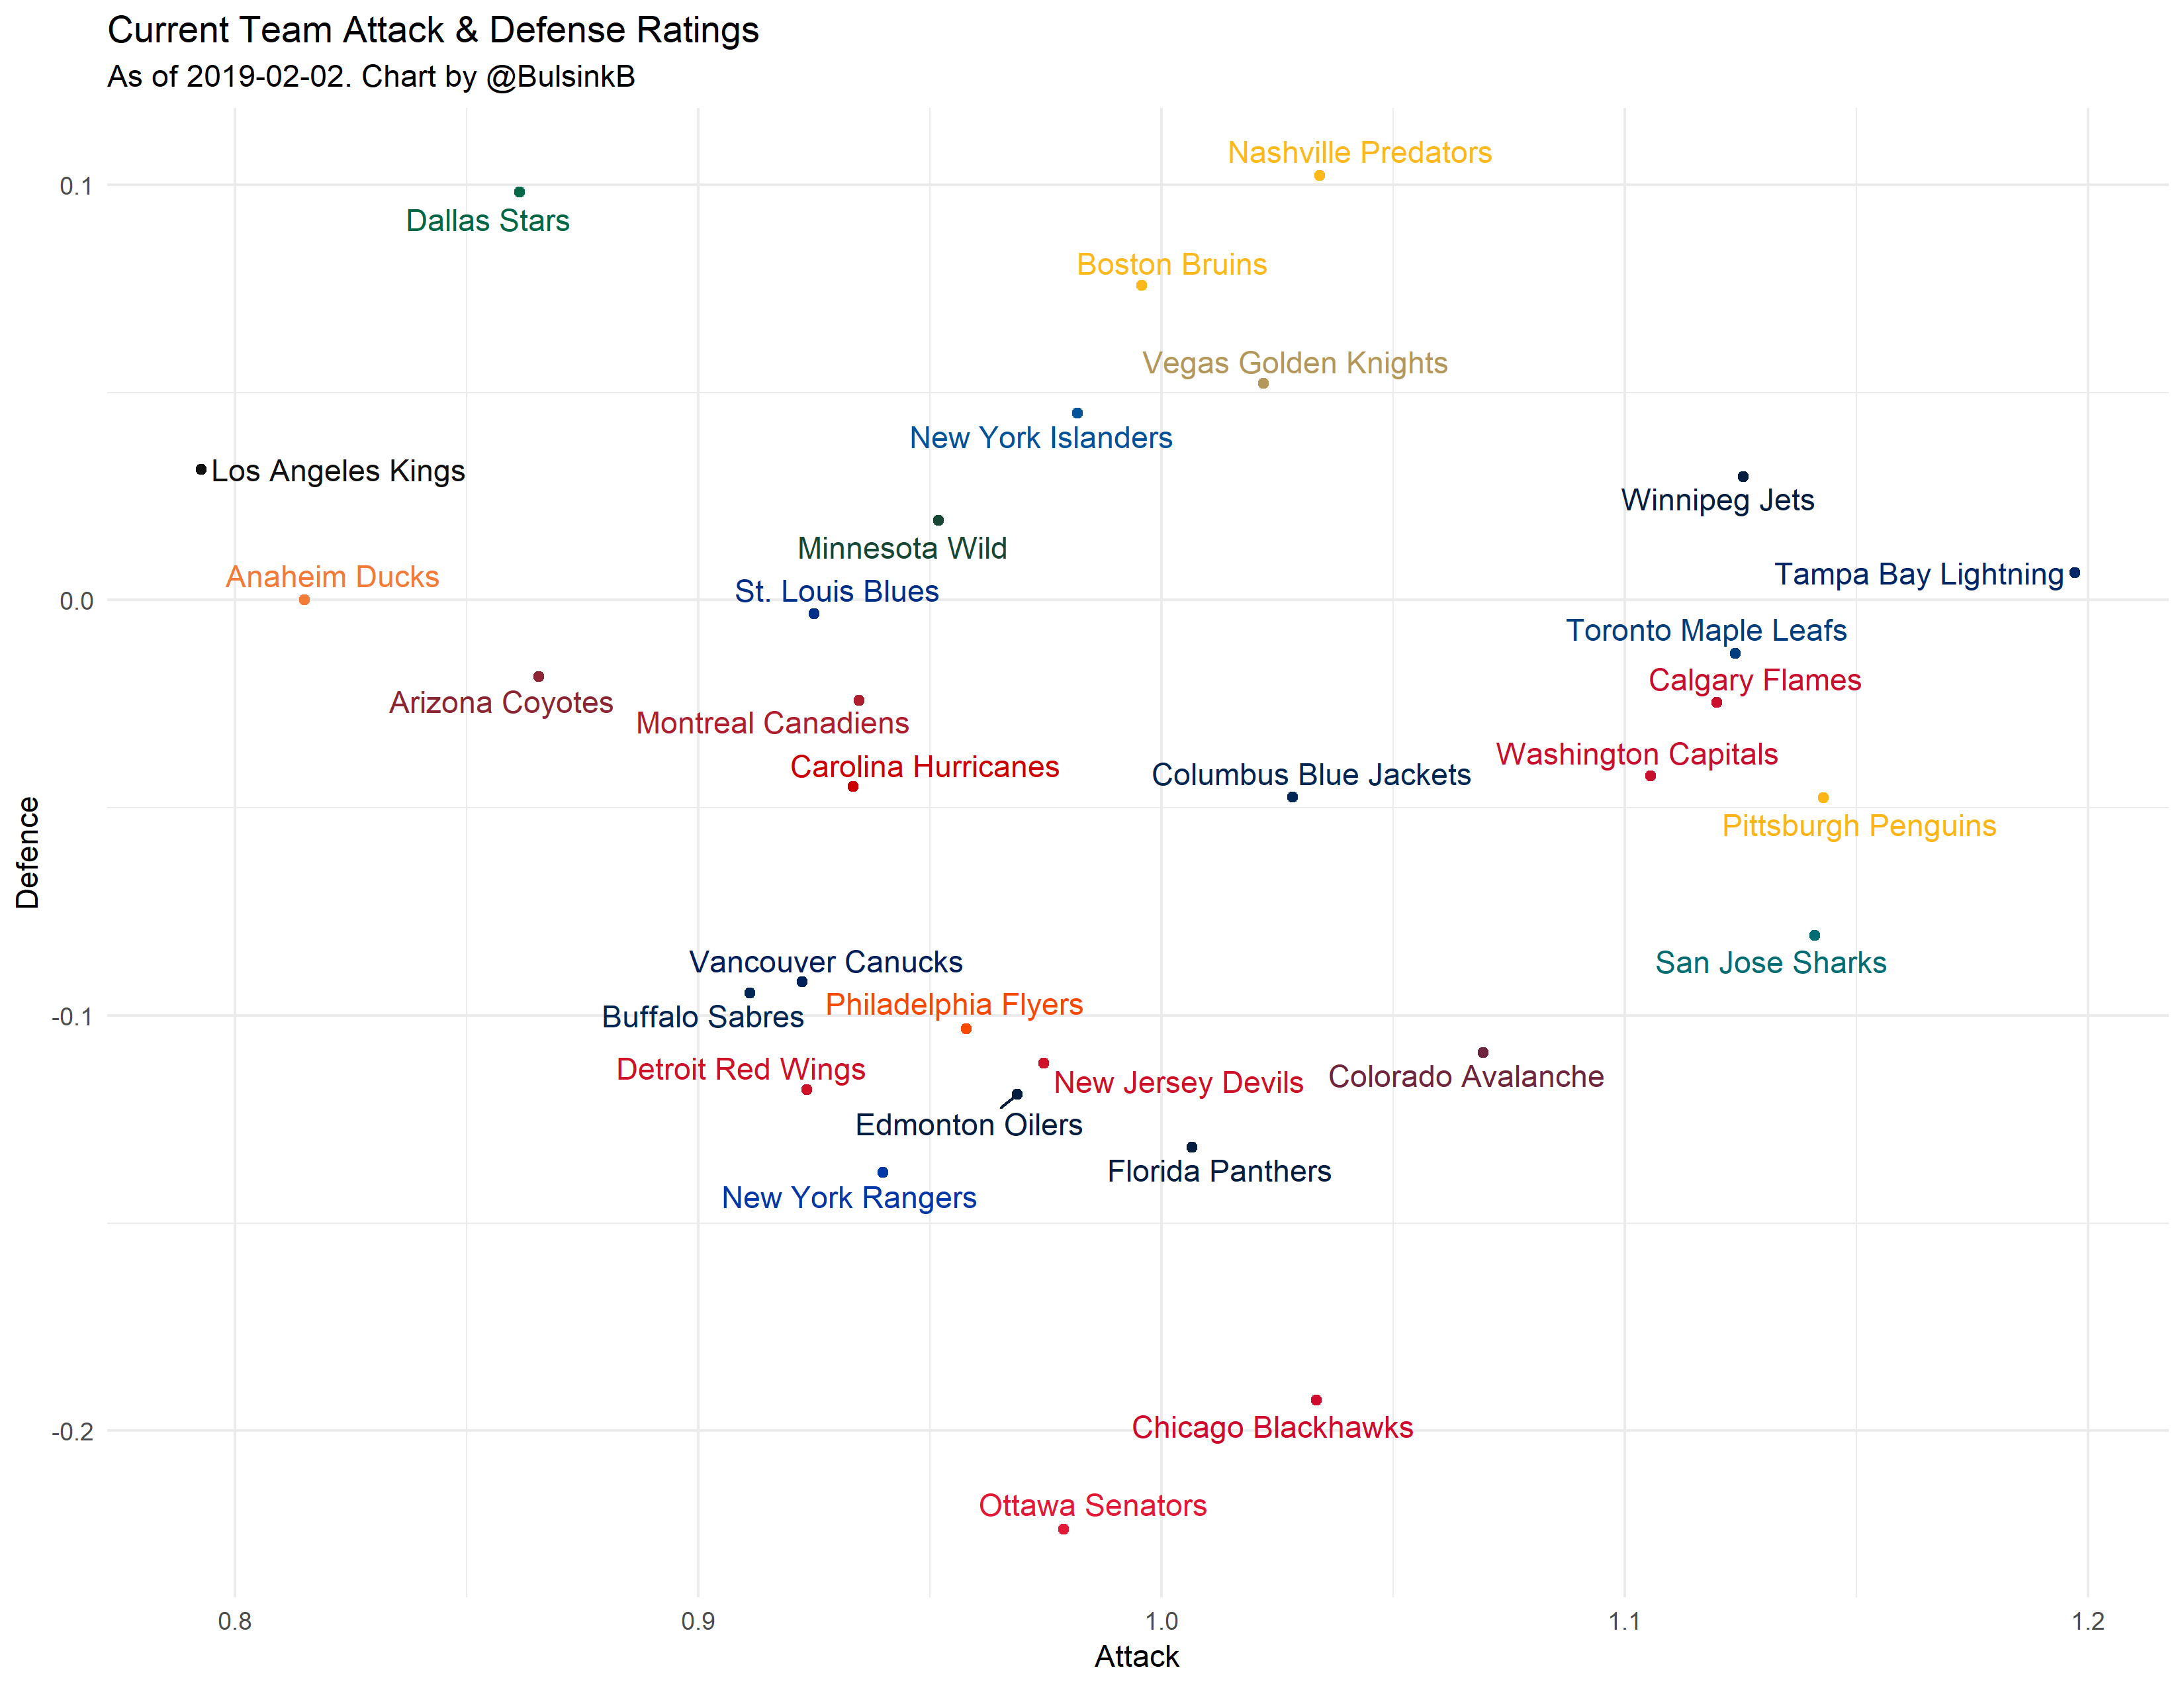 Current Team Attack & Defense Ratings
As of 2019-02-02. Chart by @BulsinkB
Nashville Predators
0.1
Dallas Stars
Boston Bruins
Vegas Golden Knights
New York Islanders
Los Angeles Kings
Winnipeg Jets
Minnesota Wild
Tampa Bay Lightning
Anaheim Ducks
St. Louis Blues
0.0
Toronto Maple Leafs
Calgary Flames
Arizona Coyotes
Montreal Canadiens
Washington Capitals
Carolina Hurricanes
Columbus Blue Jackets
Pittsburgh Penguins
Defence
Vancouver Canucks
San Jose Sharks
Philadelphia Flyers
Buffalo Sabres
-0.1
Detroit Red Wings
Colorado Avalanche
New Jersey Devils
Edmonton Oilers
Florida Panthers
New York Rangers
Chicago Blackhawks
-0.2
Ottawa Senators
0.8
0.9
1.0
1.1
1.2
Attack